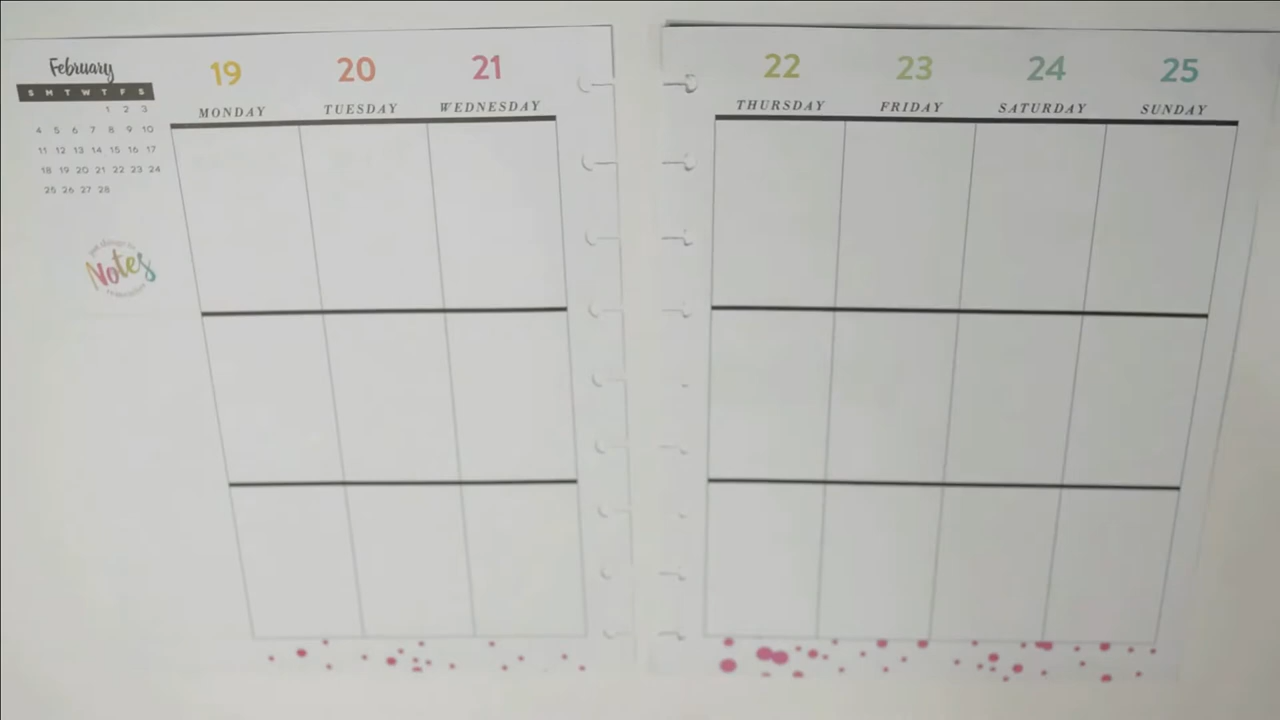 February
S M T W T F S
1 2 3
4 5 6 7 8 9 10
11 12 13 14 15 16 17
18 19 20 21 22 23 24
25 26 27 28
Notes
19 20 21
MONDAY TUESDAY WEDNESDAY
22 23 24 25
THURSDAY FRIDAY SATURDAY SUNDAY